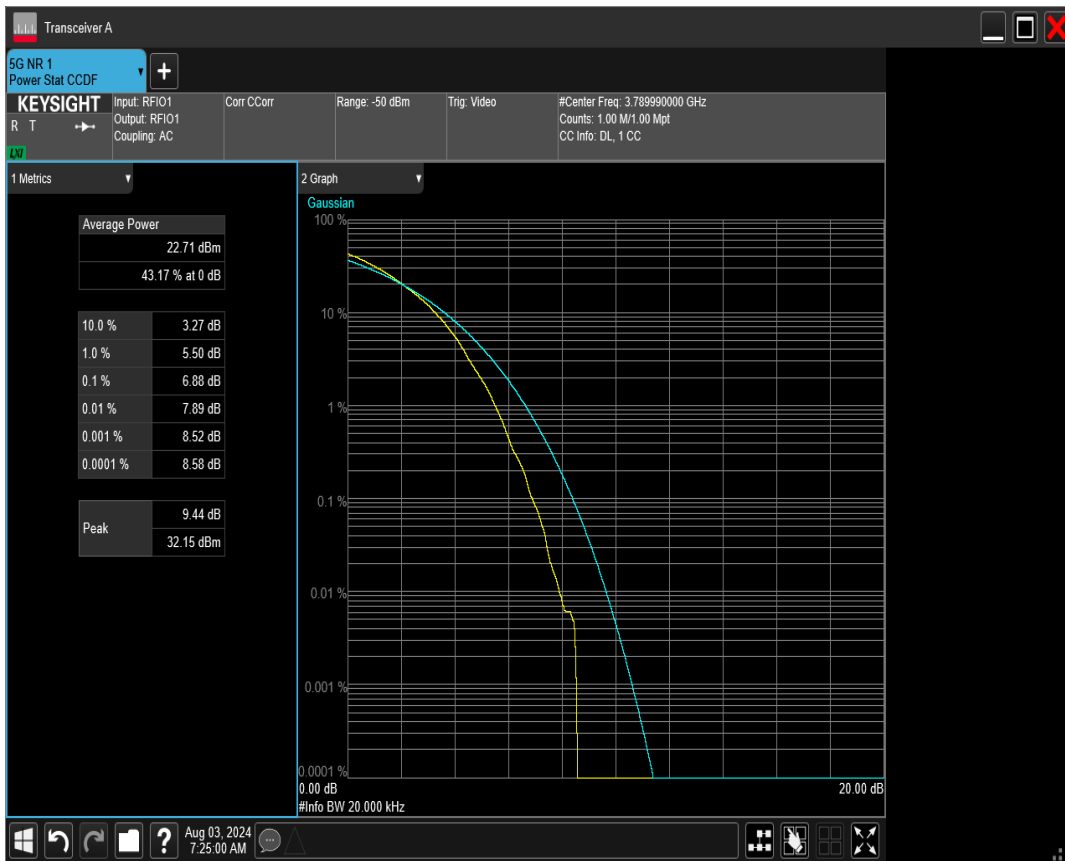 Transceiver A
5G NR 1
Power Stat CCDF
KEYSIGHT
R T
LXI
Input: RFIO1
Output: RFIO1
Coupling: AC
Corr CCorr
Range: -50 dBm
Trig: Video
#Center Freq: 3.789990000 GHz
Counts: 1.00 M/1.00 Mpt
CC Info: DL, 1 CC
1 Metrics
Average Power
22.71 dBm
43.17 % at 0 dB
10.0 % 3.27 dB
1.0 % 5.50 dB
0.1 % 6.88 dB
0.01 % 7.89 dB
0.001 % 8.52 dB
0.0001 % 8.58 dB
Peak
9.44 dB
32.15 dBm
2 Graph
Gaussian
100 %
10 %
1 %
0.1 %
0.01 %
0.001 %
0.0001 %
0.00 dB 20.00 dB
#Info BW 20.000 kHz
?
Aug 03, 2024
7:25:00 AM